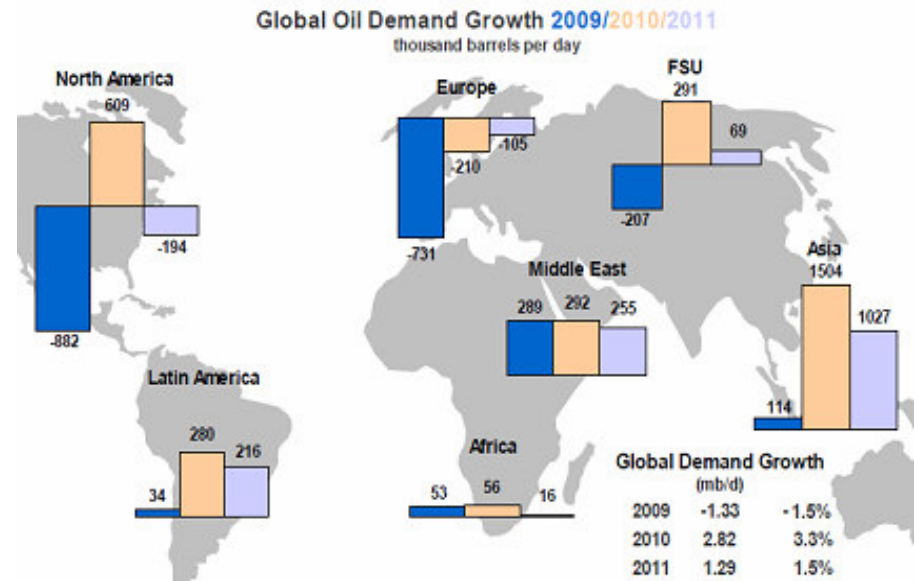 Global Oil Demand Growth 2009/2010/2011
thousand barrels per day
North America
609
-194
-882
Europe
-105
-210
-731
FSU
291
69
-207
Middle East
289 292 255
Asia
1504
1027
114
Latin America
280
216
34
Africa
53 56 16
Global Demand Growth
(mb/d)
2009 -1.33 -1.5%
2010 2.82 3.3%
2011 1.29 1.5%